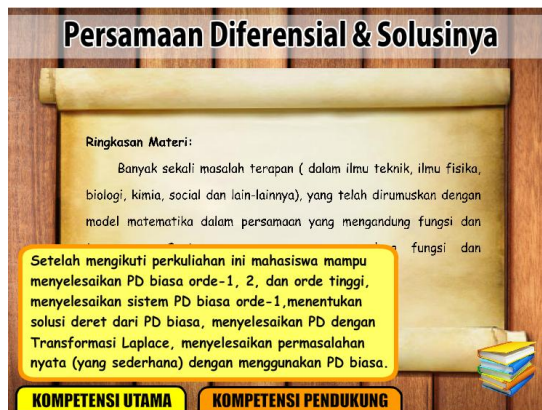 Persamaan Diferensial & Solusinya
Ringkasan Materi:
Banyak sekali masalah terapan ( dalam ilmu teknik, ilmu fisika,
biologi, kimia, social dan lain-lainnya), yang telah dirumuskan dengan
model matematika dalam persamaan yang mengandung fungsi dan
fungsi dan
Setelah mengikuti perkuliahan ini mahasiswa mampu
menyelesaikan PD biasa orde-1, 2, dan orde tinggi,
menyelesaikan sistem PD biasa orde-1,menentukan
solusi deret dari PD biasa, menyelesaikan PD dengan
Transformasi Laplace, menyelesaikan permasalahan
nyata (yang sederhana) dengan menggunakan PD biasa.
KOMPETENSI UTAMA
KOMPETENSI PENDUKUNG